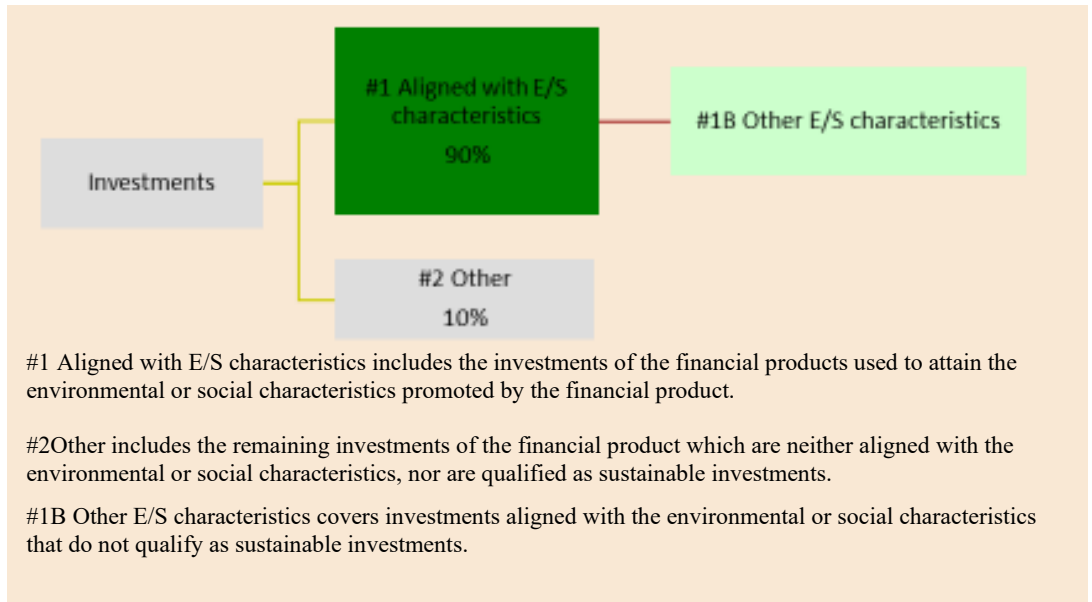 #1 Aligned with E/S
characteristics
90%
#1B Other E/S characteristics
Investments
#2 Other
10%
#1 Aligned with E/S characteristics includes the investments of the financial products used to attain the
environmental or social characteristics promoted by the financial product.
#2Other includes the remaining investments of the financial product which are neither aligned with the
environmental or social characteristics, nor are qualified as sustainable investments.
#1B Other E/S characteristics covers investments aligned with the environmental or social characteristics
that do not qualify as sustainable investments.